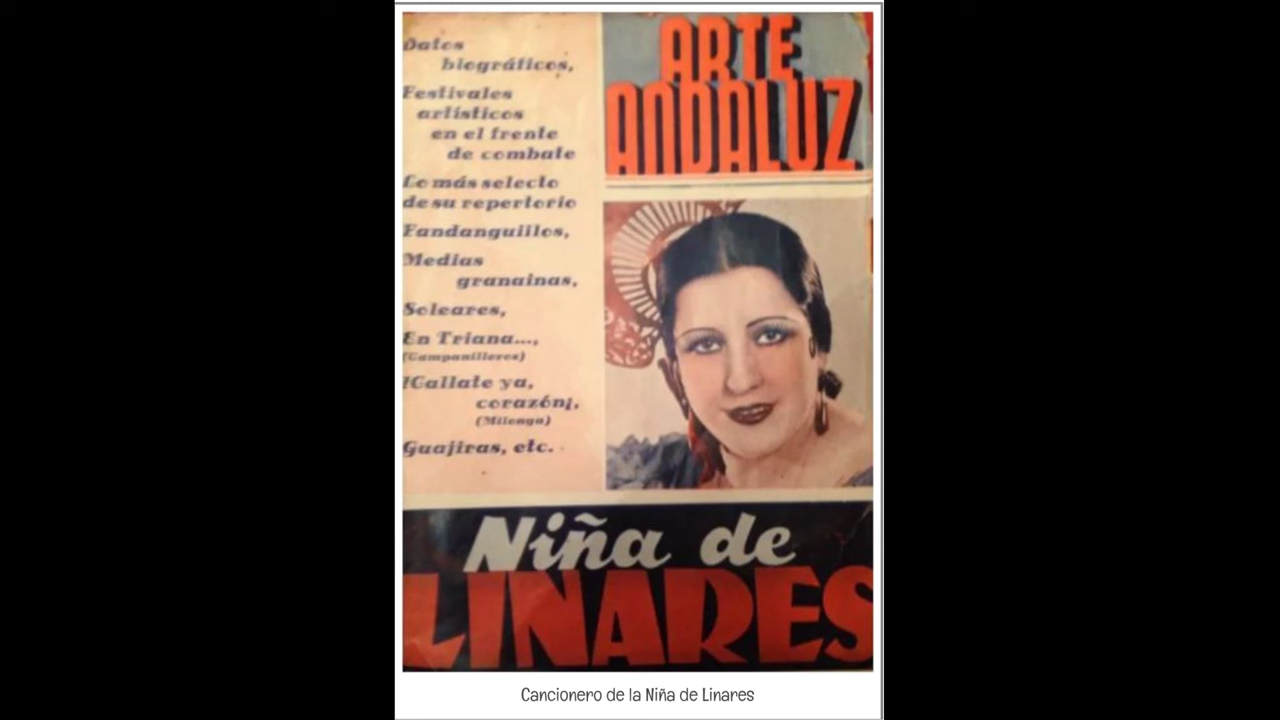 Datos
biográficos,
Festivales
artísticos
en el frente
de combate
Lo más selecto
de su repertorio
Fandanguillos,
Medias
granainas,
Soleares,
En Triana...,
(Campanilleros)
¡Callate ya,
corazón¡,
(Milonga)
Guajiras, etc.
ARTE
ANDALUZ
Niña de
LINARES
Cancionero de la Niña de Linares